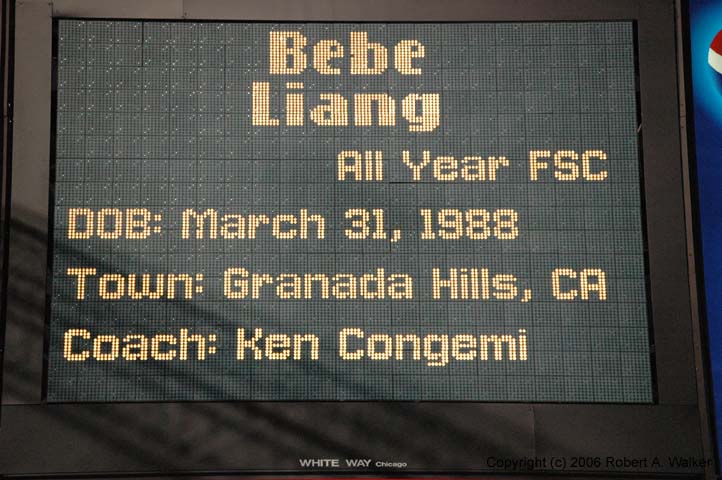 Bebe
Liang
All Year FSC
DOB: March 31, 1988
Town: Granada Hills, CA
Coach: Ken Congemi
WHITE WAY Chicago
Copyright (c) 2006 Robert A. Walker